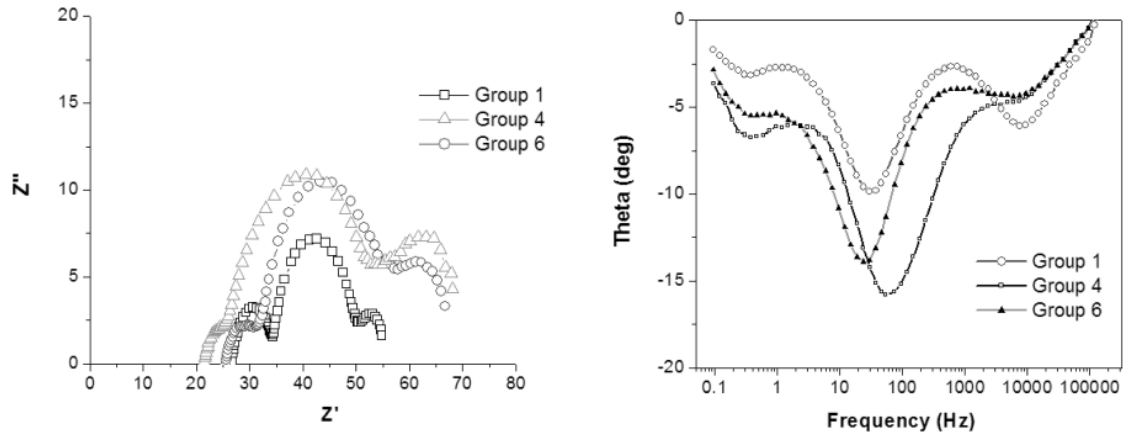 20
15
10
5
0
Z"
Group 1
Group 4
Group 6
0 10 20 30 40 50 60 70 80
Z'
0
-5
-10
-15
-20
Theta (deg)
Group 1
Group 4
Group 6
0.1 1 10 100 1000 10000 100000
Frequency (Hz)